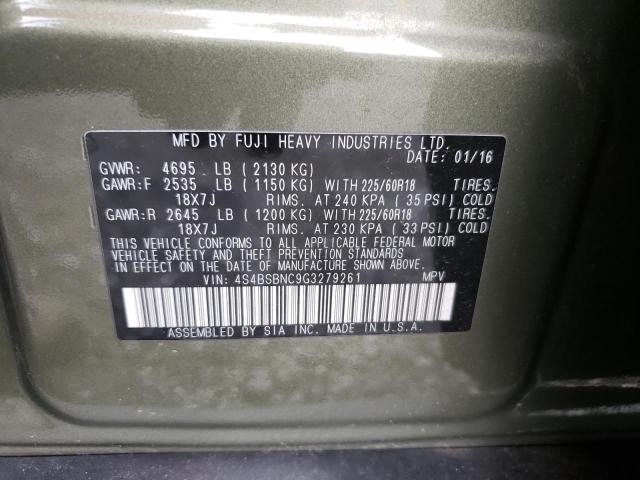 MFD BY FUJI HEAVY INDUSTRIES LTD.
DATE: 01/16
GVWR: 4695 LB (2130 KG)
GAWR:F 2535 LB (1150 KG) WITH 225/60R18 TIRES.
18X7J RIMS. AT 240 KPA (35 PSI) COLD
GAWR:R 2645 LB (1200 KG) WITH 225/60R18 TIRES.
18X7J RIMS. AT 230 KPA (33 PSI) COLD
THIS VEHICLE CONFORMS TO ALL APPLICABLE FEDERAL MOTOR
VEHICLE SAFETY AND THEFT PREVENTION STANDARDS IN
EFFECT ON THE DATE OF MANUFACTURE SHOWN ABOVE.
VIN: 4S4BSBNC9G3279261 MPV
ASSEMBLED BY SIA INC. MADE IN U.S.A.